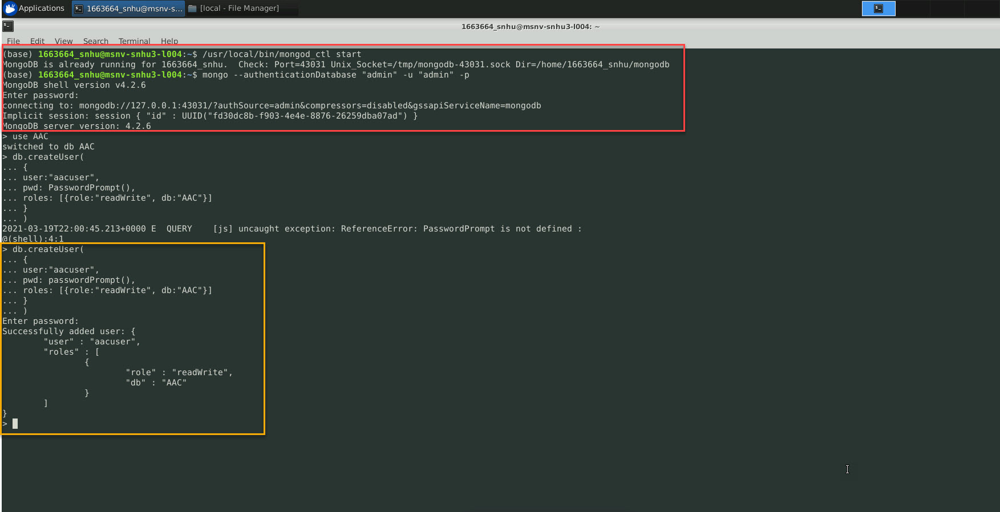 Applications 1663664_snhu@msnv-s... [local - File Manager]
1663664_snhu@msnv-snhu3-l004: ~
File Edit View Search Terminal Help
(base) 1663664_snhu@msnv-snhu3-l004:~$ /usr/local/bin/mongod_ctl start
MongoDB is already running for 1663664_snhu.  Check: Port=43031 Unix_Socket=/tmp/mongodb-43031.sock Dir=/home/1663664_snhu/mongodb
(base) 1663664_snhu@msnv-snhu3-l004:~$ mongo --authenticationDatabase "admin" -u "admin" -p
MongoDB shell version v4.2.6
Enter password:
connecting to: mongodb://127.0.0.1:43031/?authSource=admin&compressors=disabled&gssapiServiceName=mongodb
Implicit session: session { "id" : UUID("fd30dc8b-f903-4e4e-8876-26259dba07ad") }
MongoDB server version: 4.2.6
> use AAC
switched to db AAC
> db.createUser(
... {
... user:"aacuser",
... pwd: PasswordPrompt(),
... roles: [{role:"readWrite", db:"AAC"}]
... }
... )
2021-03-19T22:00:45.213+0000 E  QUERY    [js] uncaught exception: ReferenceError: PasswordPrompt is not defined :
@(shell):4:1
> db.createUser(
... {
... user:"aacuser",
... pwd: passwordPrompt(),
... roles: [{role:"readWrite", db:"AAC"}]
... }
... )
Enter password:
Successfully added user: {
"user" : "aacuser",
"roles" : [
{
"role" : "readWrite",
"db" : "AAC"
}
]
}
>